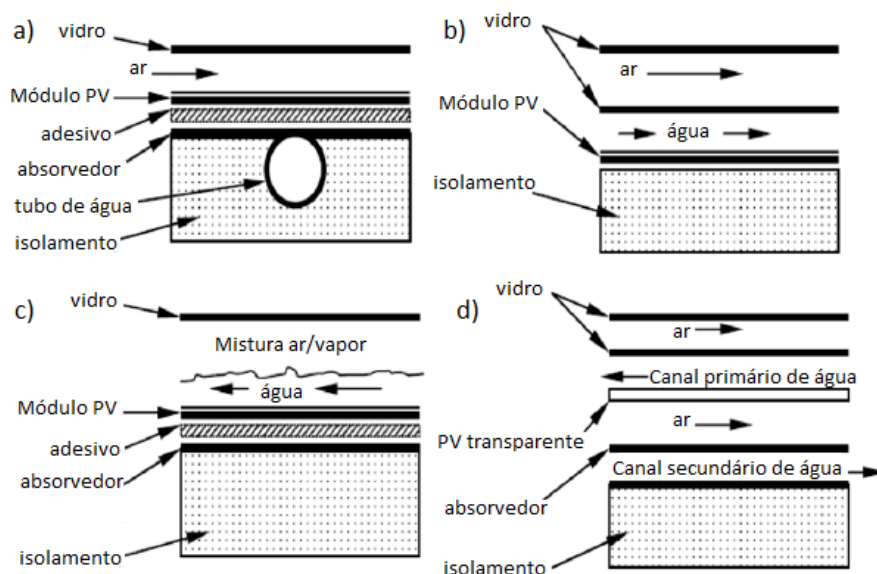 a)
vidro
ar
Módulo PV
adesivo
absorvedor
tubo de água
isolamento
b)
vidro
ar
Módulo PV
água
isolamento
c)
vidro
Mistura ar/vapor
água
Módulo PV
adesivo
absorvedor
isolamento
d)
vidro
ar
Canal primário de água
PV transparente
ar
absorvedor
Canal secundário de água
isolamento